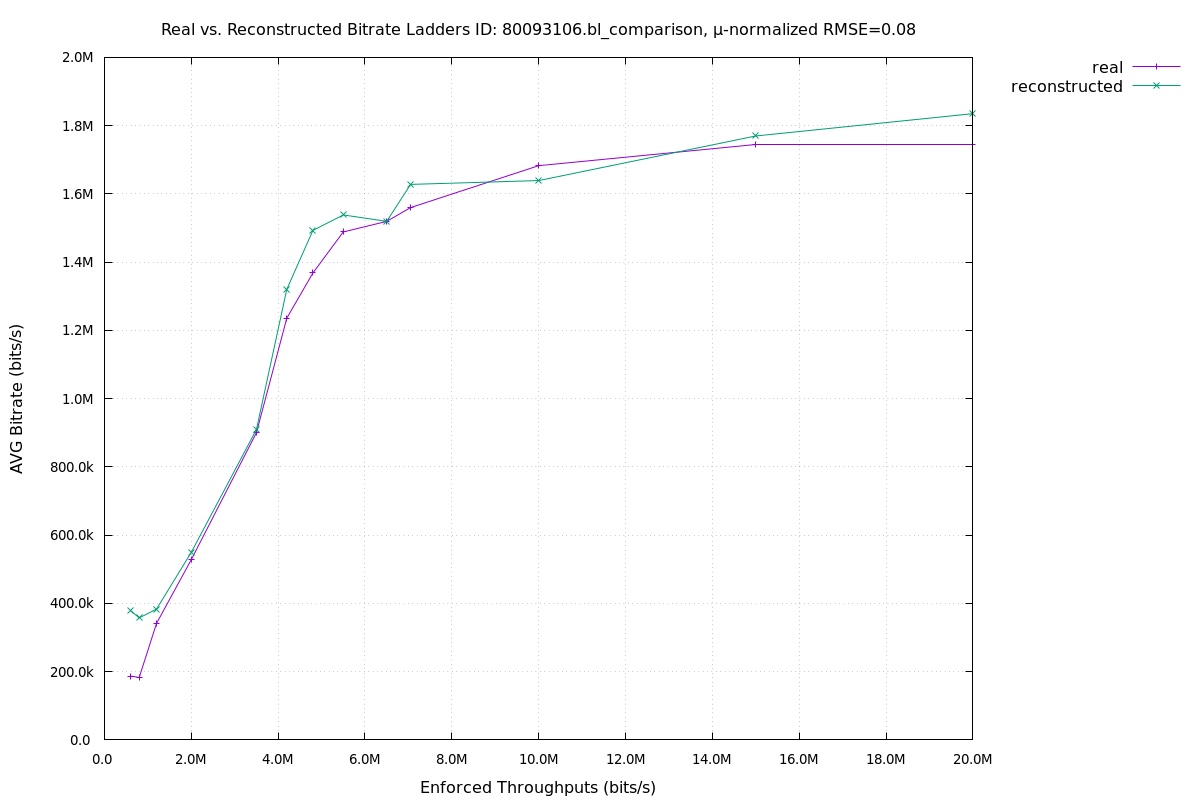 Real vs. Reconstructed Bitrate Ladders ID: 80093106.bl_comparison, μ-normalized RMSE=0.08
real
reconstructed
2.0M
1.8M
1.6M
1.4M
1.2M
1.0M
800.0k
600.0k
400.0k
200.0k
0.0
0.0 2.0M 4.0M 6.0M 8.0M 10.0M 12.0M 14.0M 16.0M 18.0M 20.0M
AVG Bitrate (bits/s)
Enforced Throughputs (bits/s)